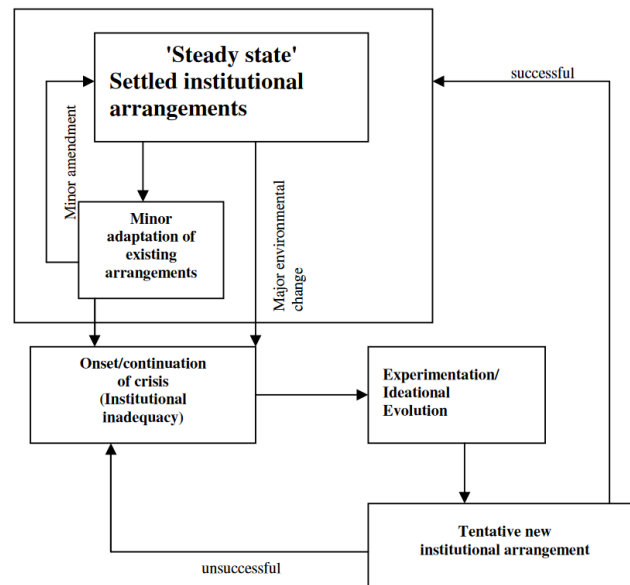 'Steady state'
Settled institutional
arrangements
successful
Minor amendment
Minor
adaptation of
existing
arrangements
Major environmental
change
Onset/continuation
of crisis
(Institutional
inadequacy)
Experimentation/
Ideational
Evolution
Tentative new
institutional arrangement
unsuccessful